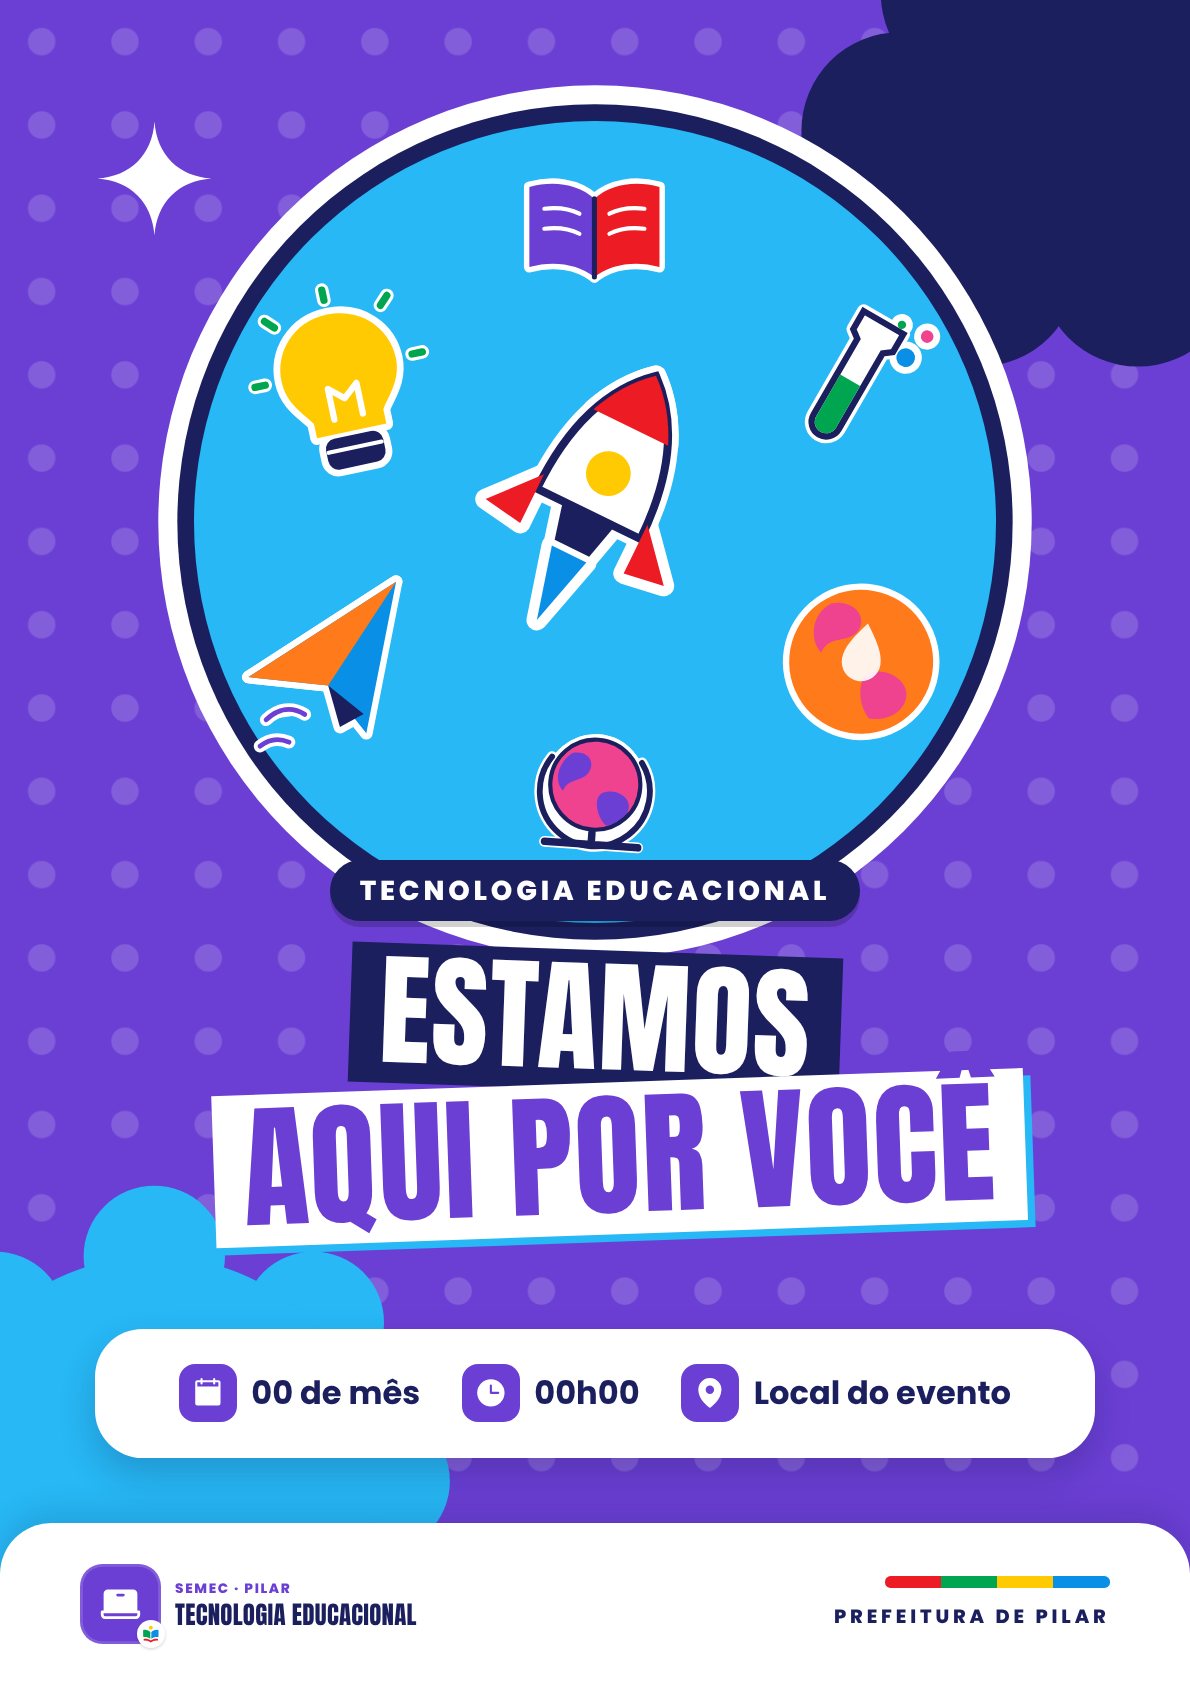 TECNOLOGIA EDUCACIONAL
ESTAMOS
AQUI POR VOCÊ
00 de mês
00h00
Local do evento
SEMEC · PILAR
TECNOLOGIA EDUCACIONAL
PREFEITURA DE PILAR